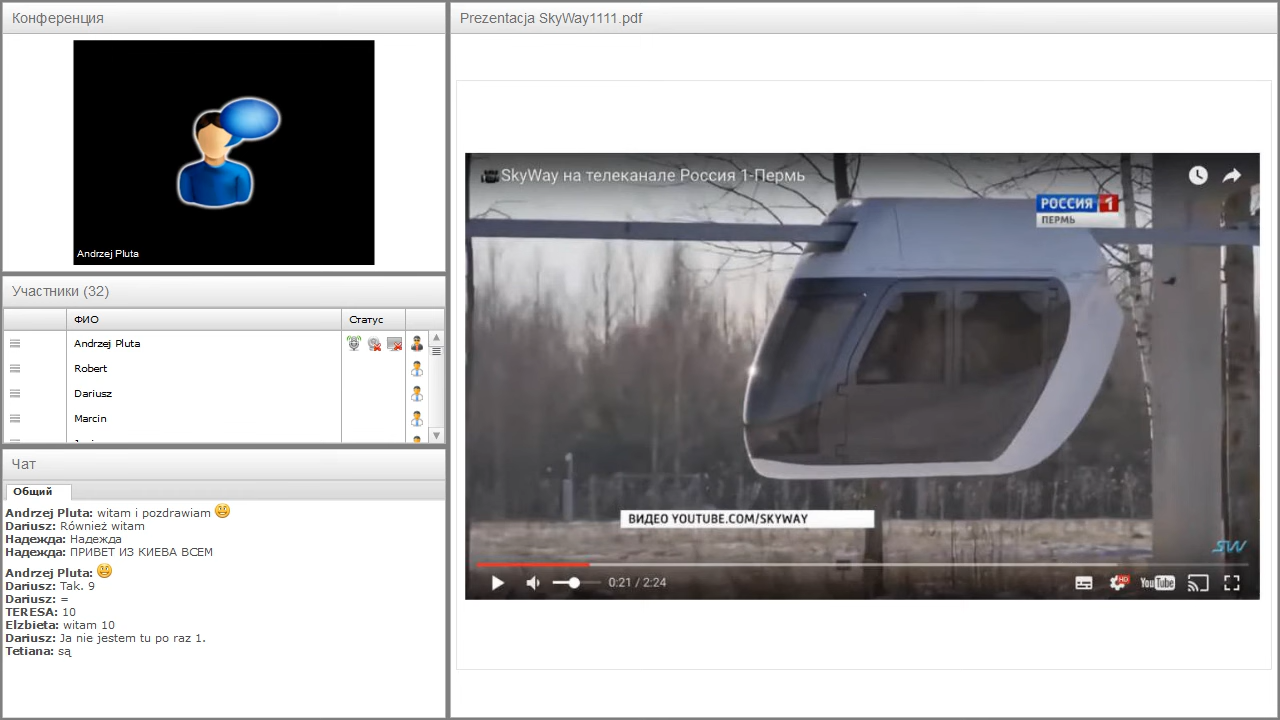 Конференция
Andrzej Pluta
Участники (32)
ФИО
Статус
Andrzej Pluta
Robert
Dariusz
Marcin
Чат
Общий
Andrzej Pluta: witam i pozdrawiam
Dariusz: Również witam
Надежда: Надежда
Надежда: ПРИВЕТ ИЗ КИЕВА ВСЕМ
Andrzej Pluta:
Dariusz: Tak. 9
Dariusz: =
TERESA: 10
Elzbieta: witam 10
Dariusz: Ja nie jestem tu po raz 1.
Tetiana: są
Prezentacja SkyWay1111.pdf
SkyWay на телеканале Россия 1-Пермь
РОССИЯ 1
ПЕРМЬ
ВИДЕО YOUTUBE.COM/SKYWAY
SW
0:21 / 2:24
HD
YouTube